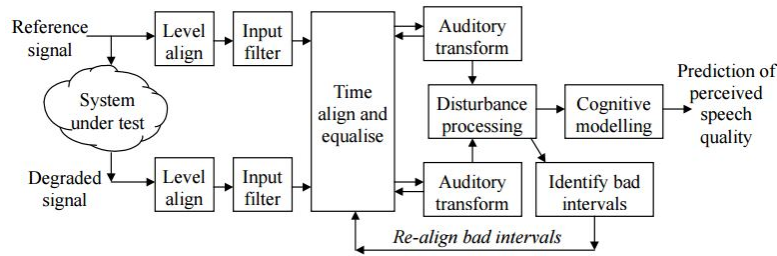 Reference
signal
Level
align
Input
filter
Time
align and
equalise
Auditory
transform
System
under test
Disturbance
processing
Cognitive
modelling
Prediction of
perceived
speech
quality
Degraded
signal
Level
align
Input
filter
Auditory
transform
Identify bad
intervals
Re-align bad intervals